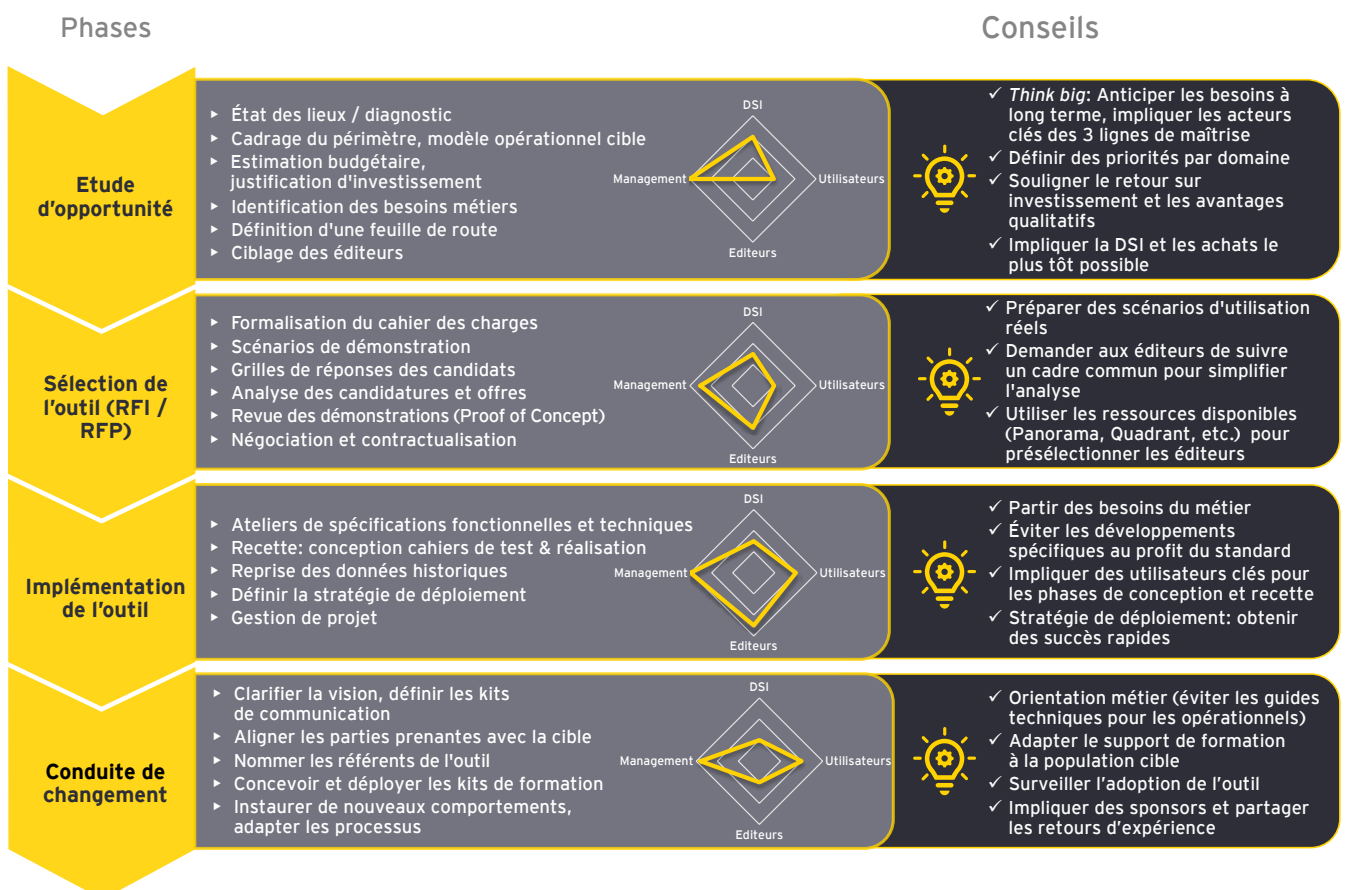 Phases
Conseils
Etude
d'opportunité
▸ État des lieux / diagnostic
▸ Cadrage du périmètre, modèle opérationnel cible
▸ Estimation budgétaire,
justification d'investissement
▸ Identification des besoins métiers
▸ Définition d'une feuille de route
▸ Ciblage des éditeurs
DSI
Management
Utilisateurs
Editeurs
✓ Think big: Anticiper les besoins à
long terme, impliquer les acteurs
clés des 3 lignes de maîtrise
✓ Définir des priorités par domaine
✓ Souligner le retour sur
investissement et les avantages
qualitatifs
✓ Impliquer la DSI et les achats le
plus tôt possible
Sélection de
l'outil (RFI /
RFP)
▸ Formalisation du cahier des charges
▸ Scénarios de démonstration
▸ Grilles de réponses des candidats
▸ Analyse des candidatures et offres
▸ Revue des démonstrations (Proof of Concept)
▸ Négociation et contractualisation
DSI
Management
Utilisateurs
Editeurs
✓ Préparer des scénarios d'utilisation
réels
✓ Demander aux éditeurs de suivre
un cadre commun pour simplifier
l'analyse
✓ Utiliser les ressources disponibles
(Panorama, Quadrant, etc.) pour
présélectionner les éditeurs
Implémentation
de l'outil
▸ Ateliers de spécifications fonctionnelles et techniques
▸ Recette: conception cahiers de test & réalisation
▸ Reprise des données historiques
▸ Définir la stratégie de déploiement
▸ Gestion de projet
DSI
Management
Utilisateurs
Editeurs
✓ Partir des besoins du métier
✓ Éviter les développements
spécifiques au profit du standard
✓ Impliquer des utilisateurs clés pour
les phases de conception et recette
✓ Stratégie de déploiement: obtenir
des succès rapides
Conduite de
changement
▸ Clarifier la vision, définir les kits
de communication
▸ Aligner les parties prenantes avec la cible
▸ Nommer les référents de l'outil
▸ Concevoir et déployer les kits de formation
▸ Instaurer de nouveaux comportements,
adapter les processus
DSI
Management
Utilisateurs
Editeurs
✓ Orientation métier (éviter les guides
techniques pour les opérationnels)
✓ Adapter le support de formation
à la population cible
✓ Surveiller l'adoption de l'outil
✓ Impliquer des sponsors et partager
les retours d'expérience